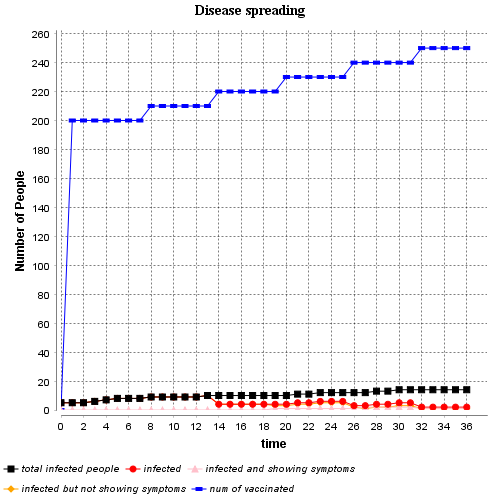 Disease spreading
260
240
220
200
180
160
140
120
100
80
60
40
20
0
Number of People
0 2 4 6 8 10 12 14 16 18 20 22 24 26 28 30 32 34 36
time
total infected people infected infected and showing symptoms
infected but not showing symptoms num of vaccinated